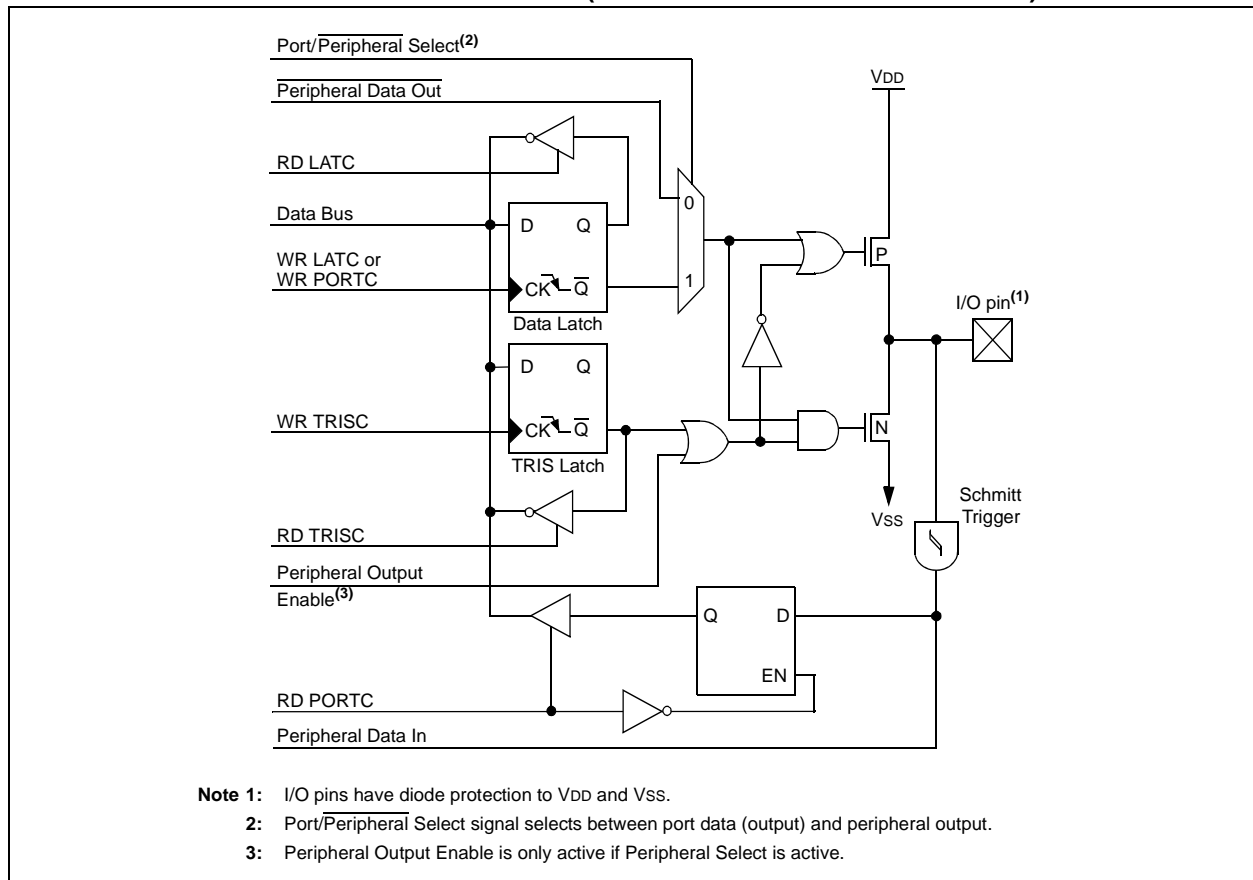 Port/Peripheral Select(2)
Peripheral Data Out
VDD
RD LATC
0
Data Bus
D Q
WR LATC or
WR PORTC
CK Q
1
P
Data Latch
I/O pin(1)
D Q
WR TRISC
CK Q
N
TRIS Latch
Schmitt
Trigger
VSS
RD TRISC
Peripheral Output
Enable(3)
Q D
EN
RD PORTC
Peripheral Data In
Note 1: I/O pins have diode protection to VDD and VSS.
2: Port/Peripheral Select signal selects between port data (output) and peripheral output.
3: Peripheral Output Enable is only active if Peripheral Select is active.